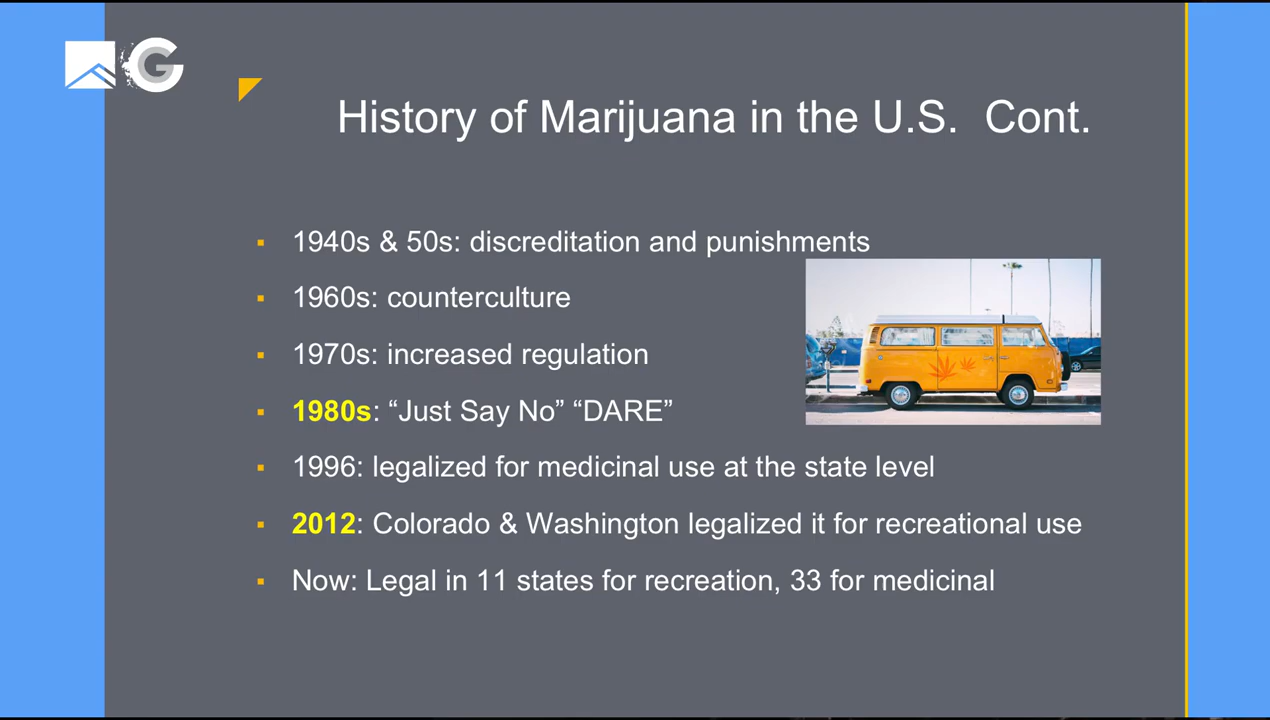 G
History of Marijuana in the U.S. Cont.
▪ 1940s & 50s: discreditation and punishments
▪ 1960s: counterculture
▪ 1970s: increased regulation
▪ 1980s: “Just Say No” “DARE”
▪ 1996: legalized for medicinal use at the state level
▪ 2012: Colorado & Washington legalized it for recreational use
▪ Now: Legal in 11 states for recreation, 33 for medicinal